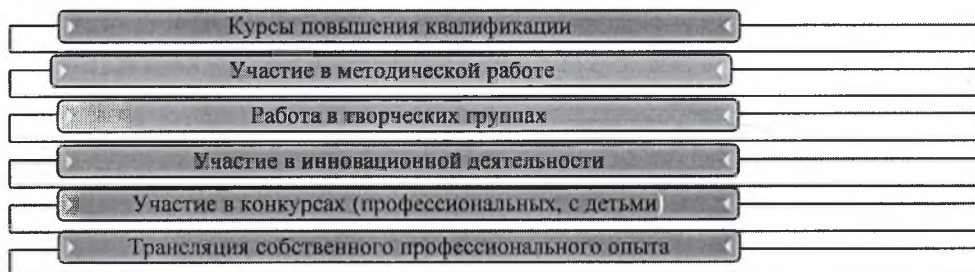 Курсы повышения квалификации
Участие в методической работе
Работа в творческих группах
Участие в инновационной деятельности
Участие в конкурсах (профессиональных, с детьми)
Трансляция собственного профессионального опыта